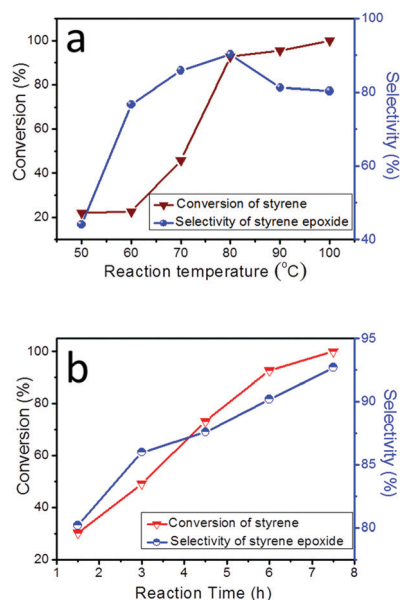 a
100
80
60
40
20
Conversion (%)
100
80
60
40
Selectivity (%)
Conversion of styrene
Selectivity of styrene epoxide
50 60 70 80 90 100
Reaction temperature (°C)
b
100
80
60
40
20
Conversion (%)
95
90
85
80
Selectivity (%)
Conversion of styrene
Selectivity of styrene epoxide
1 2 3 4 5 6 7 8
Reaction Time (h)